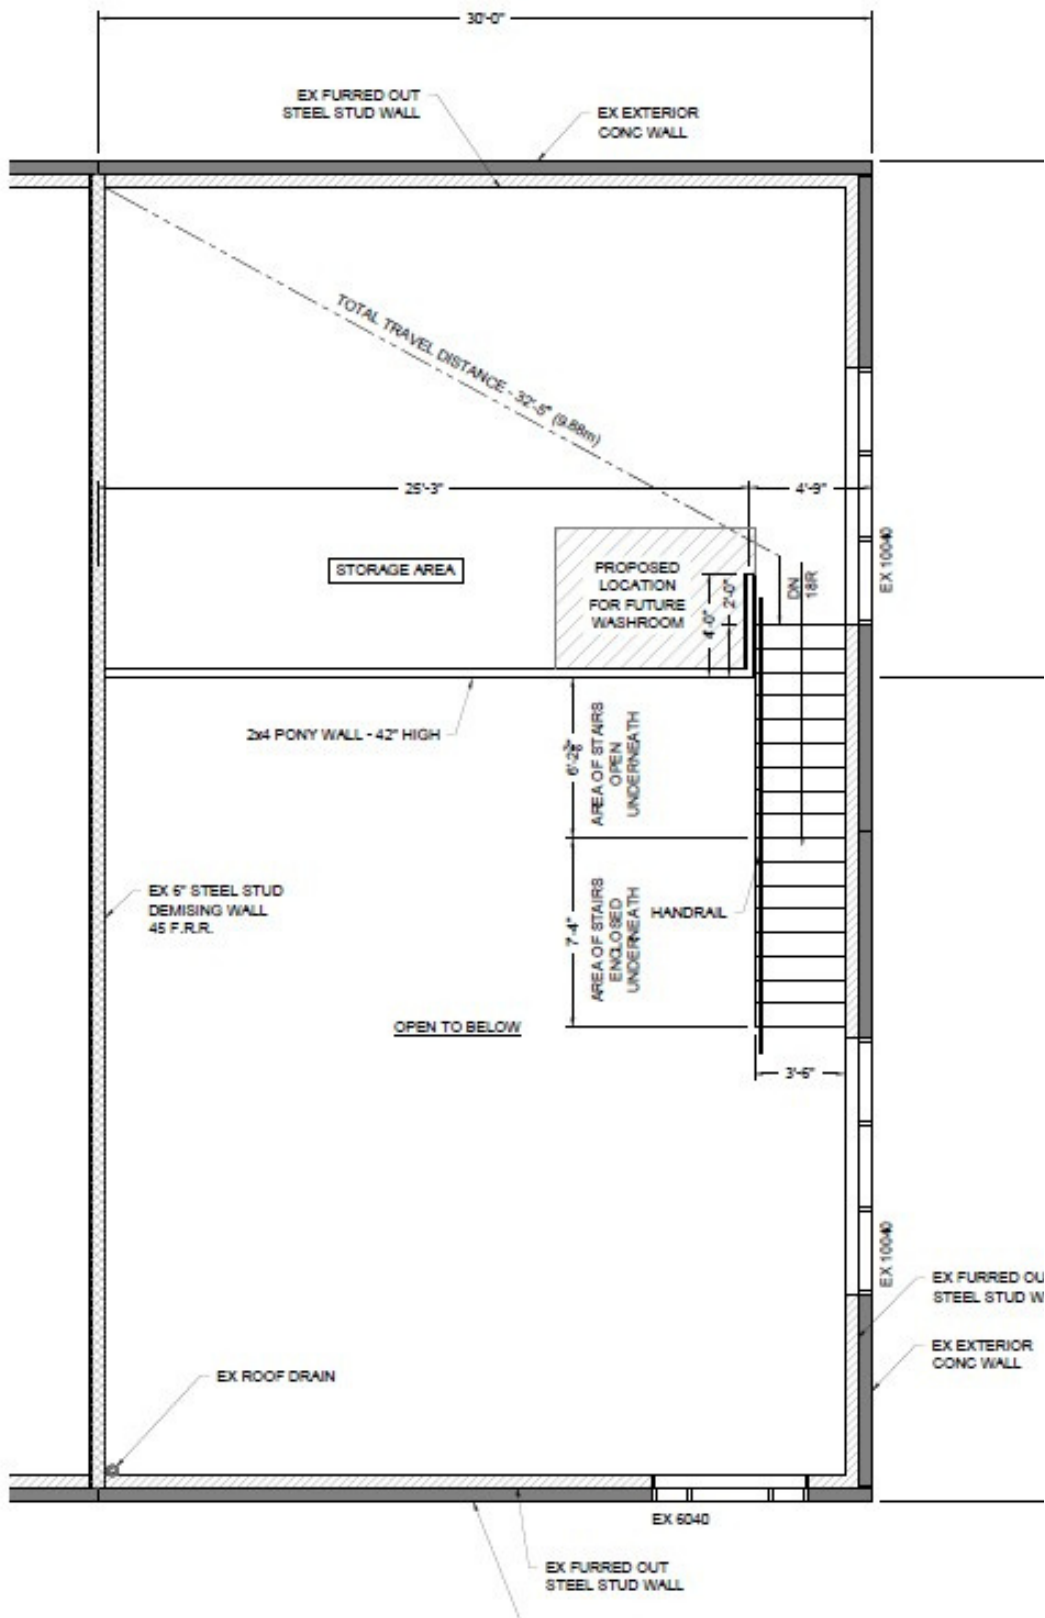 30'-0"
EX FURRED OUT
STEEL STUD WALL
EX EXTERIOR
CONC WALL
TOTAL TRAVEL DISTANCE - 32'-5" (9.88m)
25'-3"
4'-9"
EX 10040
STORAGE AREA
PROPOSED
LOCATION
FOR FUTURE
WASHROOM
4'-0"
2'-0"
DN
18R
2x4 PONY WALL - 42" HIGH
AREA OF STAIRS
OPEN
UNDERNEATH
EX 6" STEEL STUD
DEMISING WALL
45 F.R.R.
7'-4"
AREA OF STAIRS
ENCLOSED
UNDERNEATH
HANDRAIL
OPEN TO BELOW
3'-6"
EX 10040
EX FURRED OU
STEEL STUD W
EX EXTERIOR
CONC WALL
EX ROOF DRAIN
EX 6040
EX FURRED OUT
STEEL STUD WALL